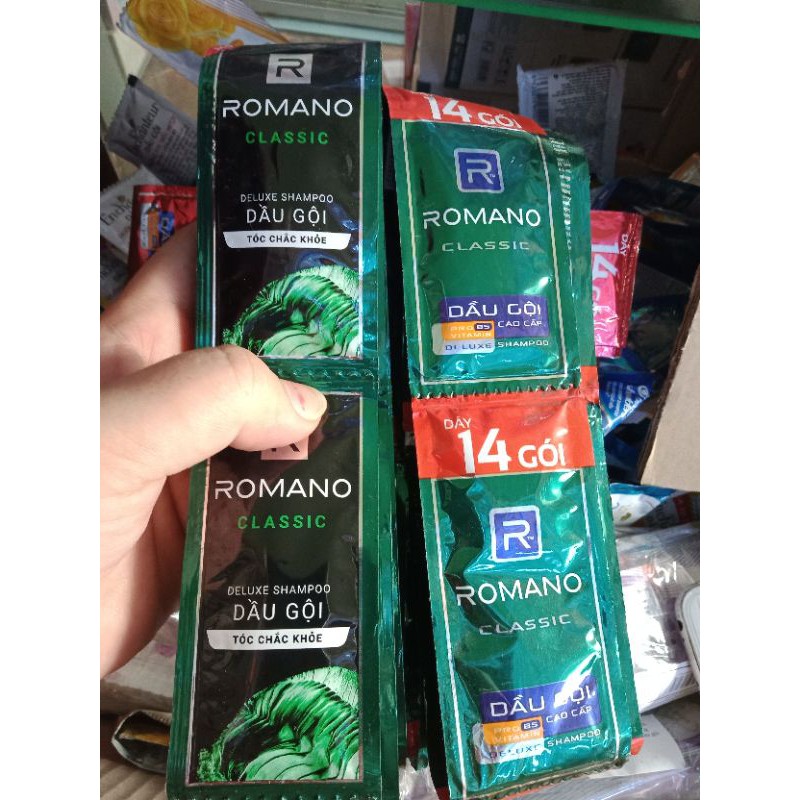 R
ROMANO
CLASSIC
DELUXE SHAMPOO
DẦU GỘI
TÓC CHẮC KHỎE
ROMANO
CLASSIC
DELUXE SHAMPOO
DẦU GỘI
TÓC CHẮC KHỎE
14 GÓI
R
ROMANO
CLASSIC
DẦU GỘI
CAO CẤP
PRO B5
VITAMIN
DELUXE SHAMPOO
DÂY
14 GÓI
R
ROMANO
CLASSIC
DẦU GỘI
CAO CẤP
PRO B5
VITAMIN
DELUXE SHAMPOO
DÂY
14